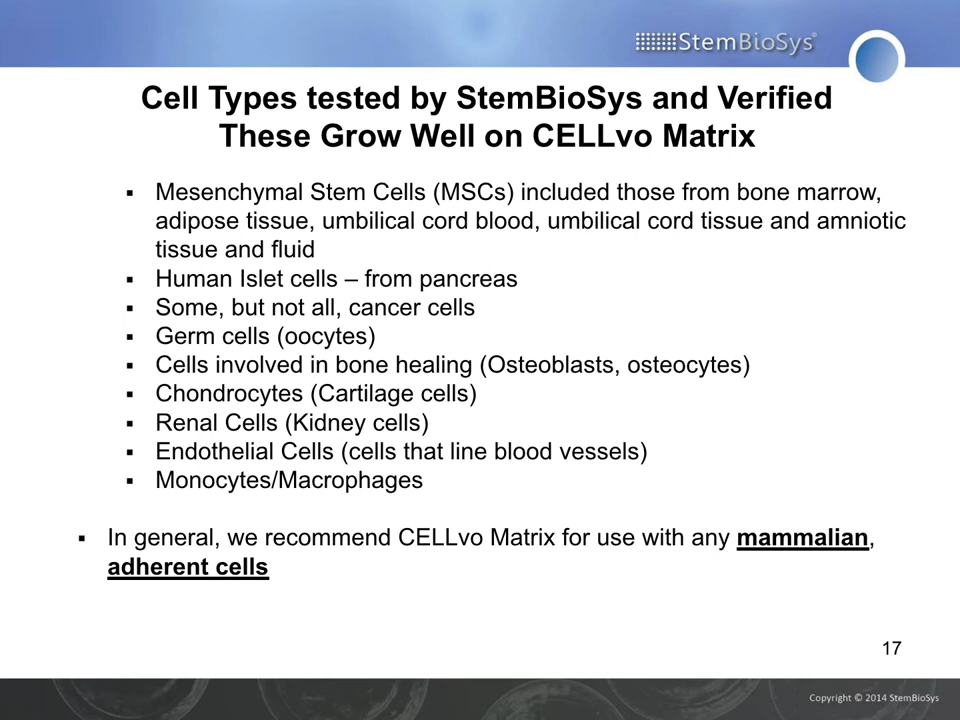 StemBioSys®
Cell Types tested by StemBioSys and Verified
These Grow Well on CELLvo Matrix
▪ Mesenchymal Stem Cells (MSCs) included those from bone marrow,
adipose tissue, umbilical cord blood, umbilical cord tissue and amniotic
tissue and fluid
▪ Human Islet cells – from pancreas
▪ Some, but not all, cancer cells
▪ Germ cells (oocytes)
▪ Cells involved in bone healing (Osteoblasts, osteocytes)
▪ Chondrocytes (Cartilage cells)
▪ Renal Cells (Kidney cells)
▪ Endothelial Cells (cells that line blood vessels)
▪ Monocytes/Macrophages
▪ In general, we recommend CELLvo Matrix for use with any mammalian,
adherent cells
17
Copyright © 2014 StemBioSys